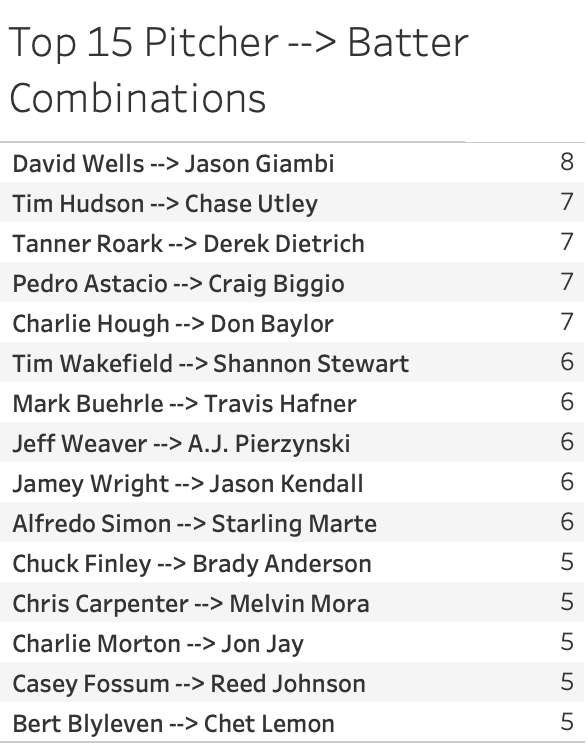 Top 15 Pitcher --> Batter
Combinations
David Wells --> Jason Giambi 8
Tim Hudson --> Chase Utley 7
Tanner Roark --> Derek Dietrich 7
Pedro Astacio --> Craig Biggio 7
Charlie Hough --> Don Baylor 7
Tim Wakefield --> Shannon Stewart 6
Mark Buehrle --> Travis Hafner 6
Jeff Weaver --> A.J. Pierzynski 6
Jamey Wright --> Jason Kendall 6
Alfredo Simon --> Starling Marte 6
Chuck Finley --> Brady Anderson 5
Chris Carpenter --> Melvin Mora 5
Charlie Morton --> Jon Jay 5
Casey Fossum --> Reed Johnson 5
Bert Blyleven --> Chet Lemon 5